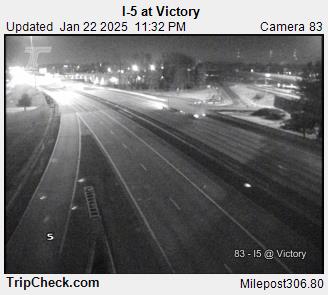 I-5 at Victory
Updated Jan 22 2025 11:32 PM Camera 83
T
S
83 - I5 @ Victory
TripCheck.com Milepost306.80